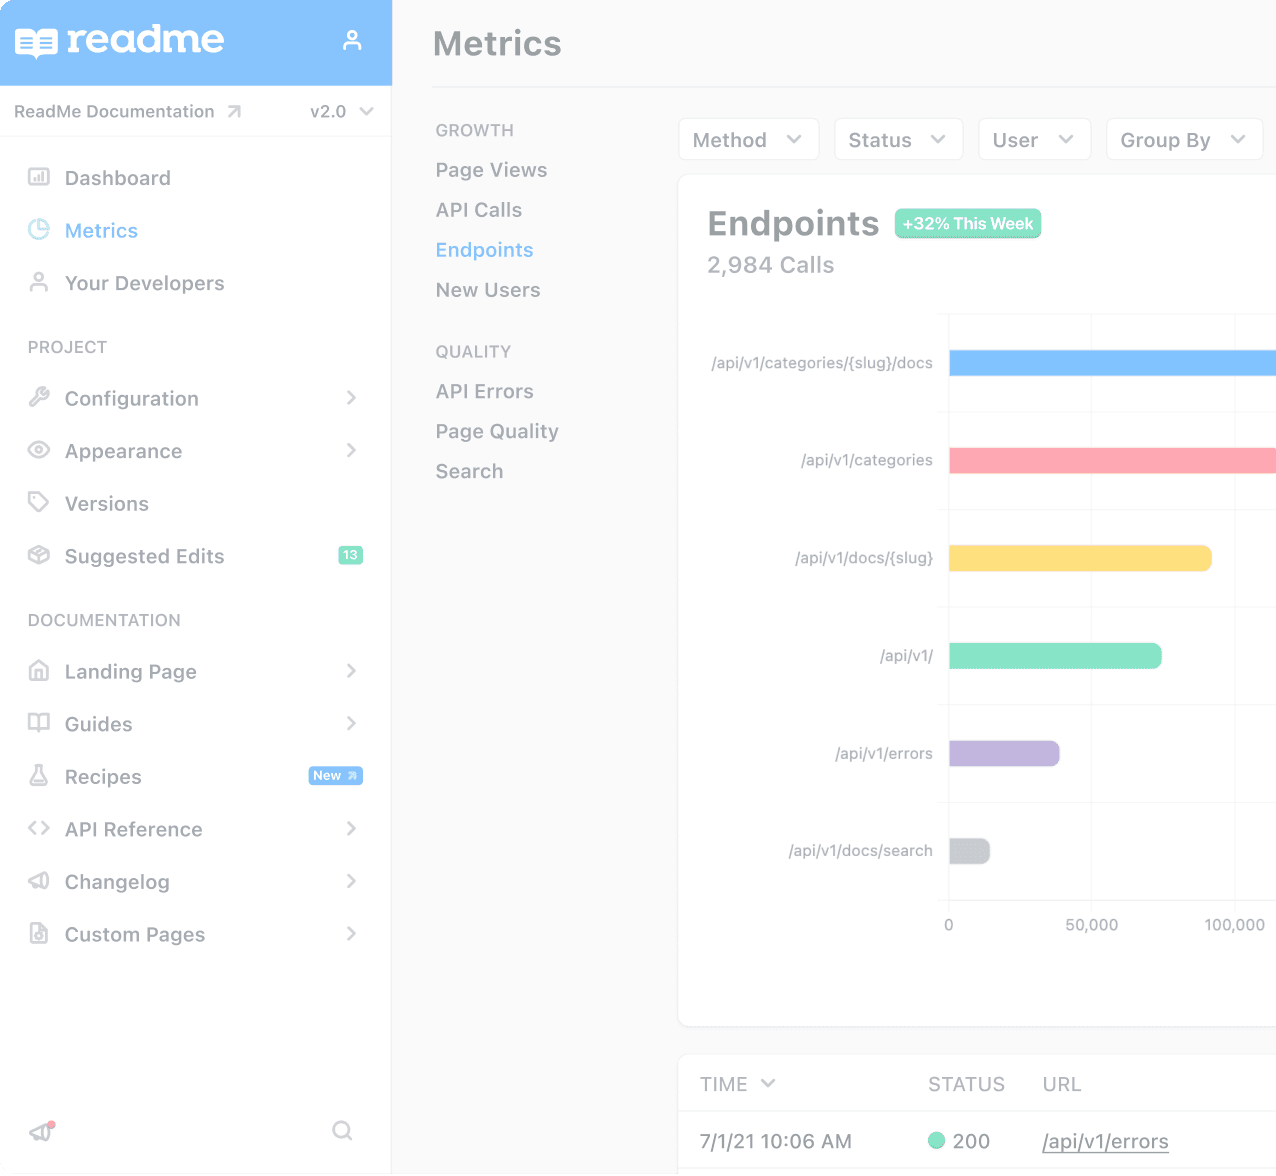 readme
ReadMe Documentation v2.0
Dashboard
Metrics
Your Developers
PROJECT
Configuration
Appearance
Versions
Suggested Edits 13
DOCUMENTATION
Landing Page
Guides
Recipes New
API Reference
Changelog
Custom Pages
Metrics
GROWTH
Page Views
API Calls
Endpoints
New Users
QUALITY
API Errors
Page Quality
Search
Method Status User Group By
Endpoints +32% This Week
2,984 Calls
/api/v1/categories/{slug}/docs
/api/v1/categories
/api/v1/docs/{slug}
/api/v1/
/api/v1/errors
/api/v1/docs/search
0 50,000 100,000
TIME STATUS URL
7/1/21 10:06 AM 200 /api/v1/errors